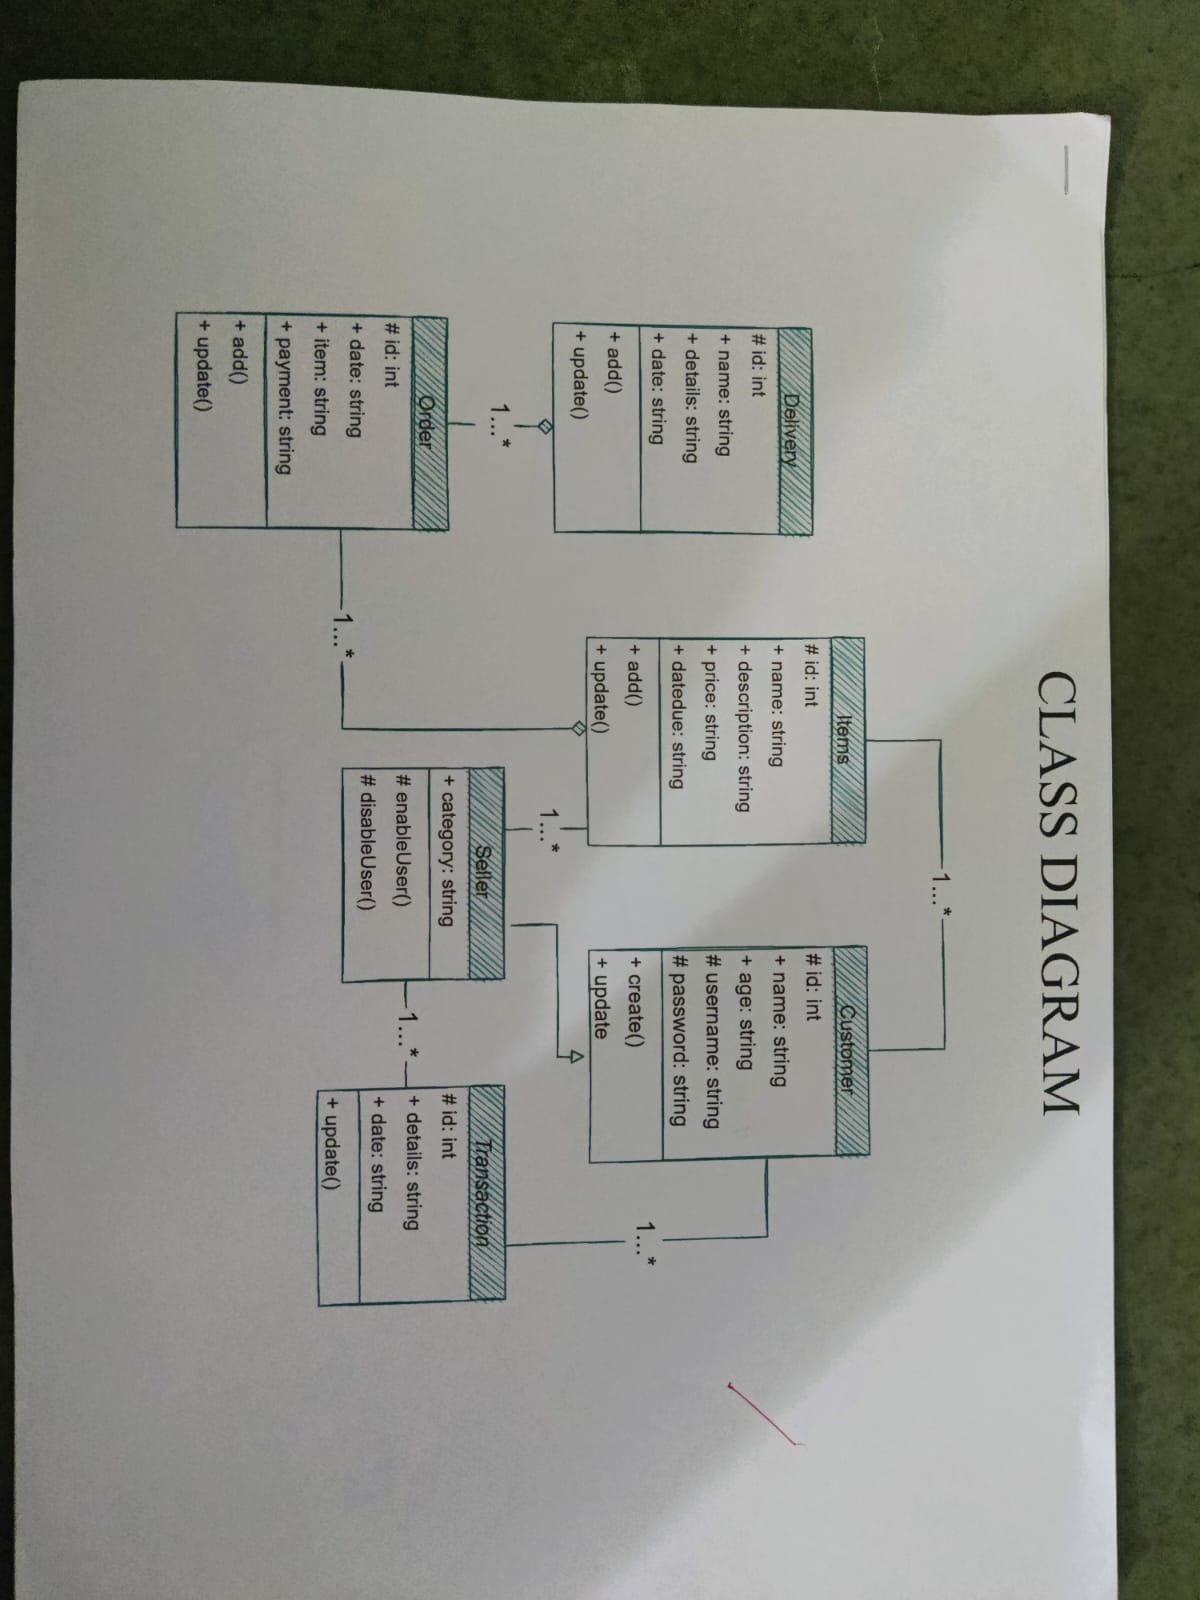 CLASS DIAGRAM
1...*
Items
# id: int
+ name: string
+ description: string
+ price: string
+ datedue: string
+ add()
+ update()
Customer
# id: int
+ name: string
+ age: string
# username: string
# password: string
+ create()
+ update
Delivery
# id: int
+ name: string
+ details: string
+ date: string
+ add()
+ update()
1...*
1...*
1...*
Order
# id: int
+ date: string
+ item: string
+ payment: string
+ add()
+ update()
1...*
Seller
+ category: string
# enableUser()
# disableUser()
1...*
Transaction
# id: int
+ details: string
+ date: string
+ update()